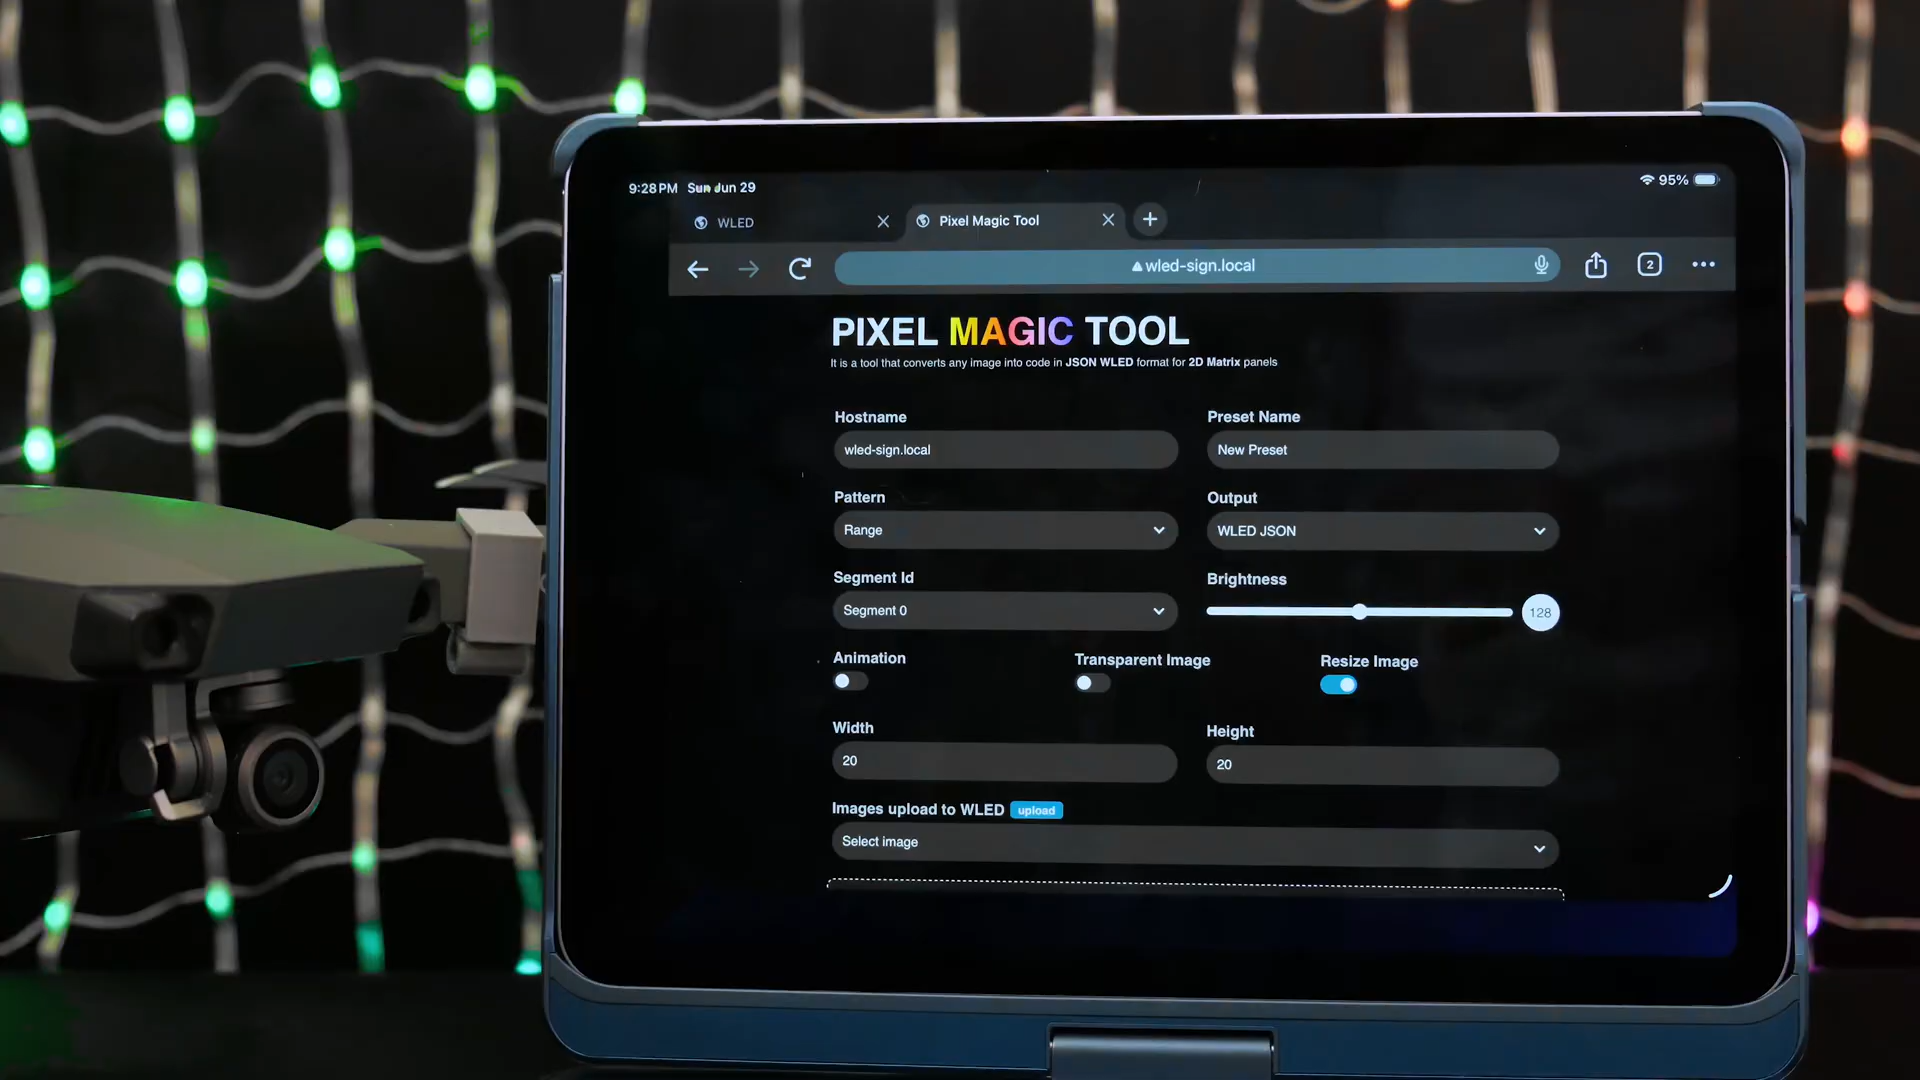 9:28 PM Sun Jun 29
95%
WLED
Pixel Magic Tool
wled-sign.local
2
PIXEL MAGIC TOOL
It is a tool that converts any image into code in JSON WLED format for 2D Matrix panels
Hostname
Preset Name
wled-sign.local
New Preset
Pattern
Output
Range
WLED JSON
Segment Id
Brightness
Segment 0
128
Animation
Transparent Image
Resize Image
Width
Height
20
20
Images upload to WLED upload
Select image